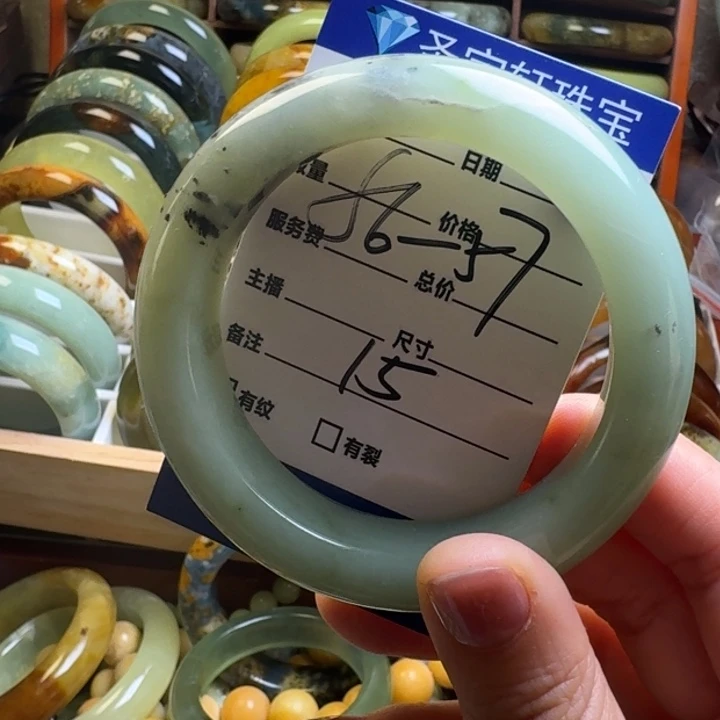 圣宝轩珠宝
数量 日期
服务费 56-57 价格
主播 总价
备注 15 尺寸
有纹
□有裂